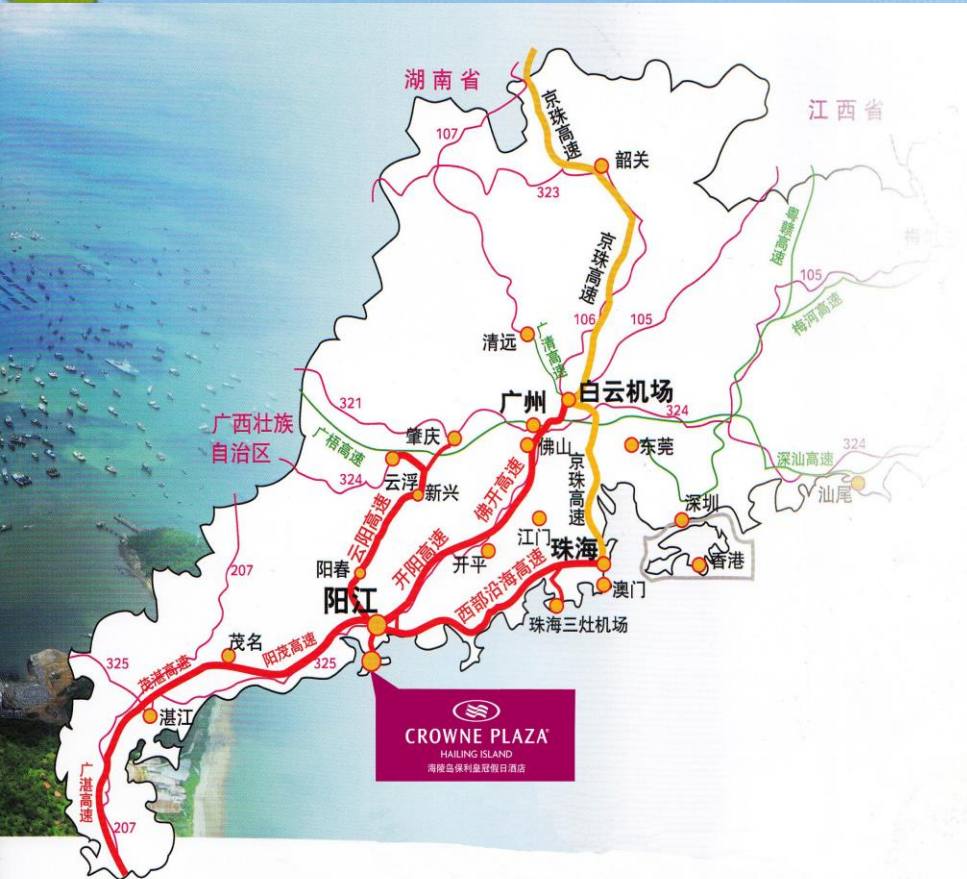 湖南省
江西省
京珠高速
107
韶关
323
粤赣高速
京珠高速
105
梅河高速
106
105
清远
广清高速
白云机场
广州
321
324
广西壮族
自治区
肇庆
广梧高速
佛山
东莞
324
深汕高速
京珠高速
云浮
324
新兴
佛开高速
汕尾
深圳
云阳高速
江门
开阳高速
开平
珠海
香港
207
阳春
西部沿海高速
澳门
阳江
珠海三灶机场
茂名
阳茂高速
325
325
茂湛高速
湛江
CROWNE PLAZA
HAILING ISLAND
海陵岛保利皇冠假日酒店
广湛高速
207